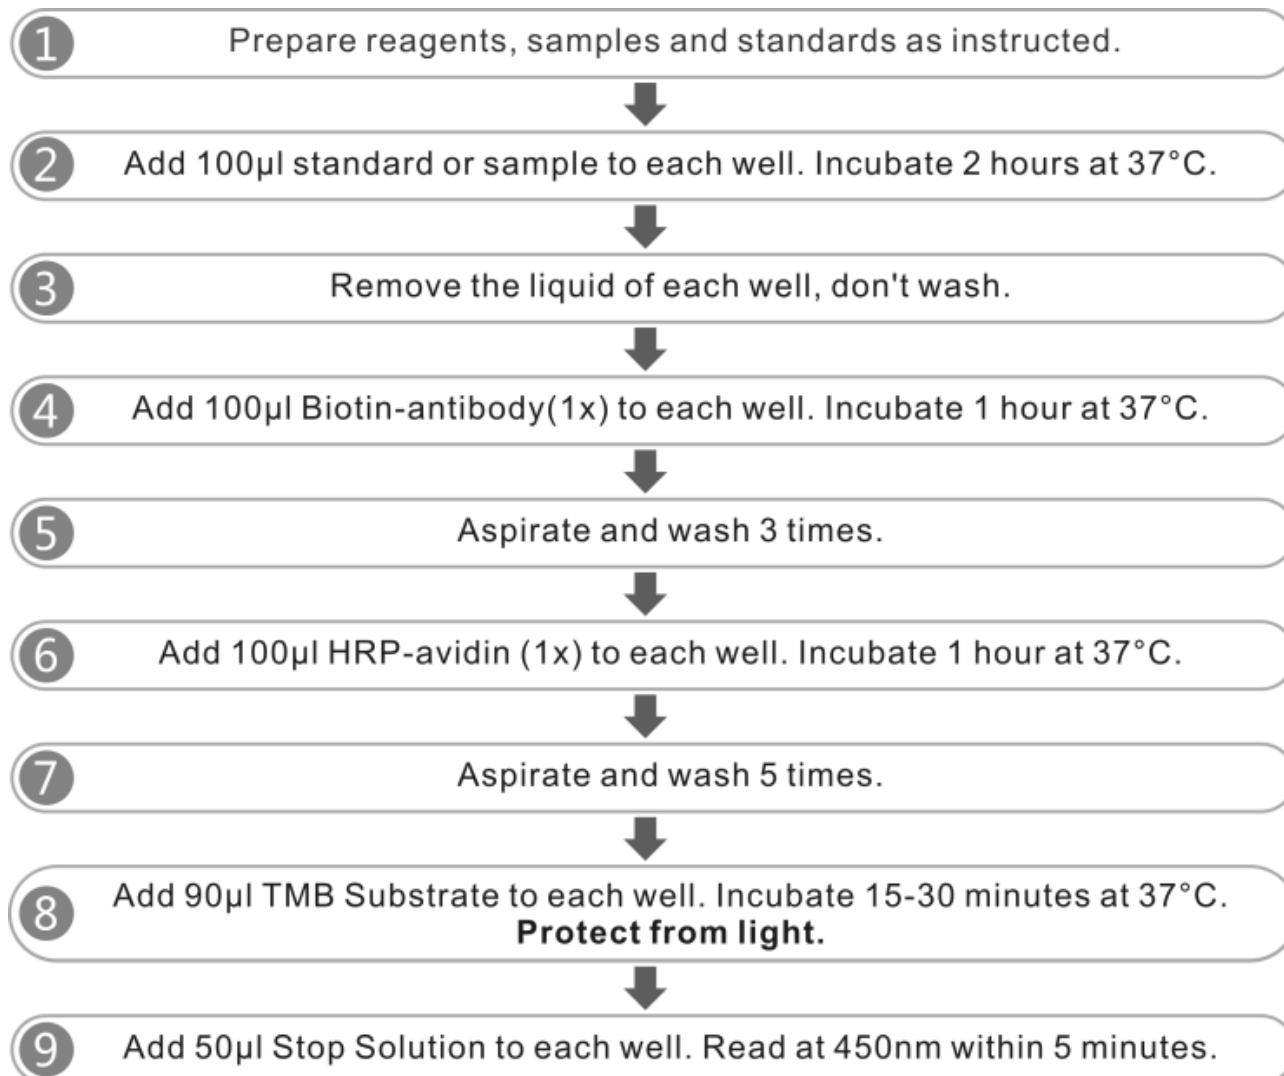 1 Prepare reagents, samples and standards as instructed.
2 Add 100µl standard or sample to each well. Incubate 2 hours at 37°C.
3 Remove the liquid of each well, don't wash.
4 Add 100µl Biotin-antibody(1x) to each well. Incubate 1 hour at 37°C.
5 Aspirate and wash 3 times.
6 Add 100µl HRP-avidin (1x) to each well. Incubate 1 hour at 37°C.
7 Aspirate and wash 5 times.
8 Add 90µl TMB Substrate to each well. Incubate 15-30 minutes at 37°C.
Protect from light.
9 Add 50µl Stop Solution to each well. Read at 450nm within 5 minutes.